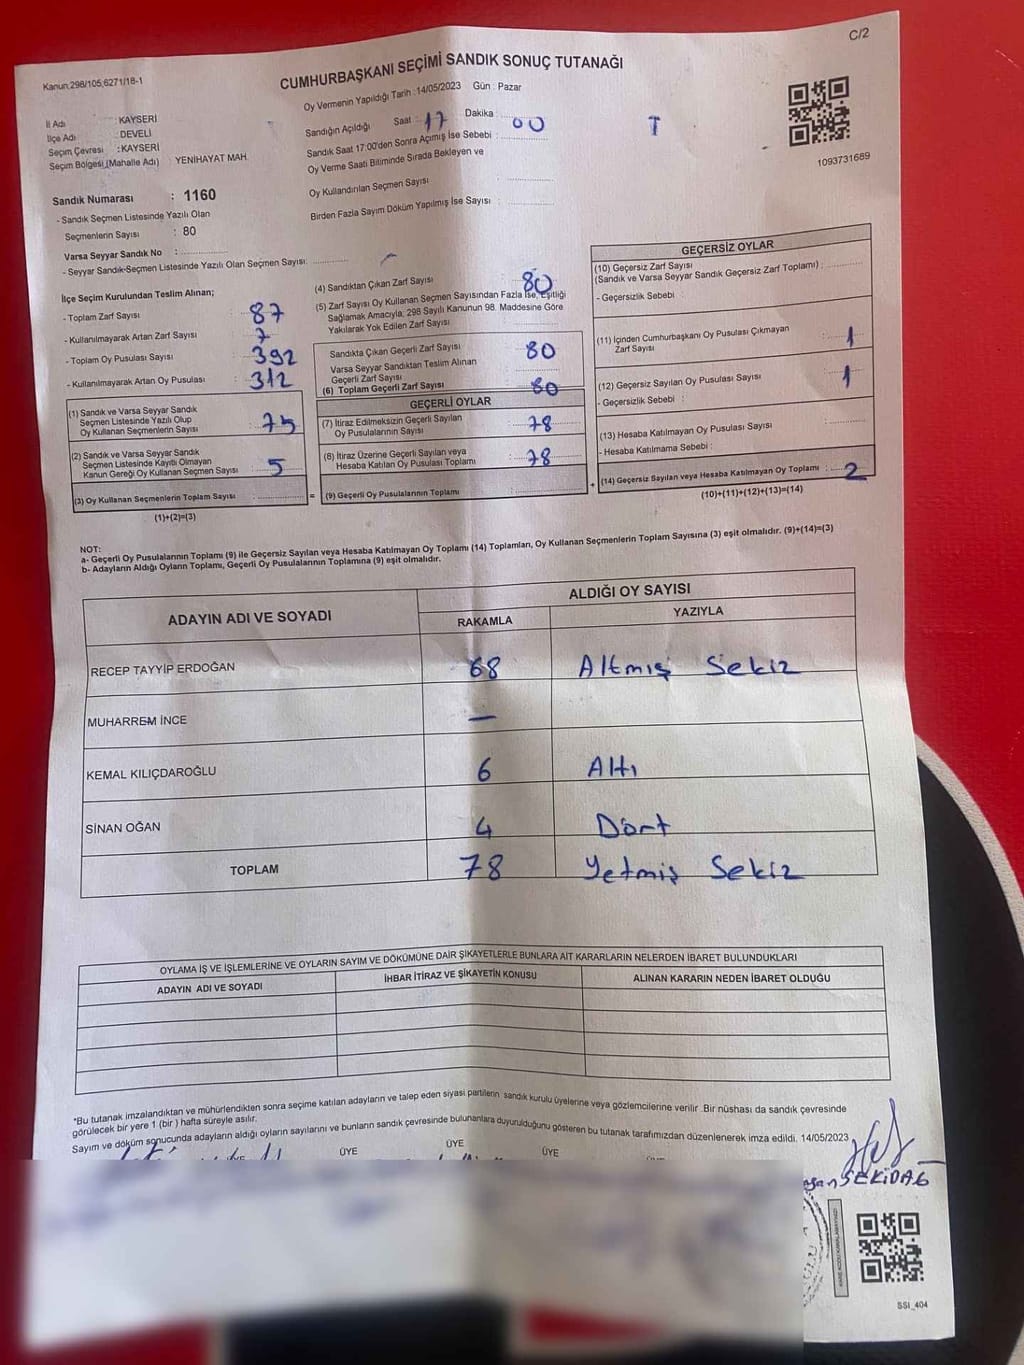 C/2
Kanun:298/105;6271/18-1
CUMHURBAŞKANI SEÇİMİ SANDIK SONUÇ TUTANAĞI
Oy Vermenin Yapıldığı Tarih :14/05/2023 Gün : Pazar
İl Adı : KAYSERİ
İlçe Adı : DEVELİ
Seçim Çevresi : KAYSERİ
Seçim Bölgesi (Mahalle Adı) YENİHAYAT MAH.
Sandığın Açıldığı Saat : 17 Dakika : 00
T
Sandık Saat 17:00'den Sonra Açılmış İse Sebebi :
Oy Verme Saati Bitiminde Sırada Bekleyen ve
Oy Kullandırılan Seçmen Sayısı :
Birden Fazla Sayım Döküm Yapılmış İse Sayısı :
1093731689
Sandık Numarası : 1160
- Sandık Seçmen Listesinde Yazılı Olan
Seçmenlerin Sayısı : 80
Varsa Seyyar Sandık No :
- Seyyar Sandık-Seçmen Listesinde Yazılı Olan Seçmen Sayısı:
İlçe Seçim Kurulundan Teslim Alınan;
- Toplam Zarf Sayısı : 87
- Kullanılmayarak Artan Zarf Sayısı : 7
- Toplam Oy Pusulası Sayısı : 392
- Kullanılmayarak Artan Oy Pusulası : 312
(1) Sandık ve Varsa Seyyar Sandık
Seçmen Listesinde Yazılı Olup
Oy Kullanan Seçmenlerin Sayısı : 75
(2) Sandık ve Varsa Seyyar Sandık
Seçmen Listesinde Kayıtlı Olmayan
Kanun Gereği Oy Kullanan Seçmen Sayısı : 5
(3) Oy Kullanan Seçmenlerin Toplam Sayısı :
(1)+(2)=(3)
(4) Sandıktan Çıkan Zarf Sayısı : 80
(5) Zarf Sayısı Oy Kullanan Seçmen Sayısından Fazla İse, Eşitliği
Sağlamak Amacıyla; 298 Sayılı Kanunun 98. Maddesine Göre
Yakılarak Yok Edilen Zarf Sayısı :
Sandıkta Çıkan Geçerli Zarf Sayısı : 80
Varsa Seyyar Sandıktan Teslim Alınan
Geçerli Zarf Sayısı :
(6) Toplam Geçerli Zarf Sayısı : 80
GEÇERLİ OYLAR
(7) İtiraz Edilmeksizin Geçerli Sayılan
Oy Pusulalarının Sayısı : 78
(8) İtiraz Üzerine Geçerli Sayılan veya
Hesaba Katılan Oy Pusulası Toplamı : 78
= (9) Geçerli Oy Pusulalarının Toplamı :
GEÇERSİZ OYLAR
(10) Geçersiz Zarf Sayısı
(Sandık ve Varsa Seyyar Sandık Geçersiz Zarf Toplamı) :
- Geçersizlik Sebebi :
(11) İçinden Cumhurbaşkanı Oy Pusulası Çıkmayan
Zarf Sayısı : 1
(12) Geçersiz Sayılan Oy Pusulası Sayısı : 1
- Geçersizlik Sebebi :
(13) Hesaba Katılmayan Oy Pusulası Sayısı :
- Hesaba Katılmama Sebebi :
+ (14) Geçersiz Sayılan veya Hesaba Katılmayan Oy Toplamı : 2
(10)+(11)+(12)+(13)=(14)
NOT:
a- Geçerli Oy Pusulalarının Toplamı (9) ile Geçersiz Sayılan veya Hesaba Katılmayan Oy Toplamı (14) Toplamları, Oy Kullanan Seçmenlerin Toplam Sayısına (3) eşit olmalıdır. (9)+(14)=(3)
b- Adayların Aldığı Oyların Toplamı, Geçerli Oy Pusulalarının Toplamına (9) eşit olmalıdır.
ADAYIN ADI VE SOYADI
ALDIĞI OY SAYISI
RAKAMLA YAZIYLA
RECEP TAYYİP ERDOĞAN 68 Altmış Sekiz
MUHARREM İNCE —
KEMAL KILIÇDAROĞLU 6 Altı
SİNAN OĞAN 4 Dört
TOPLAM 78 Yetmiş Sekiz
OYLAMA İŞ VE İŞLEMLERİNE VE OYLARIN SAYIM VE DÖKÜMÜNE DAİR ŞİKAYETLERLE BUNLARA AİT KARARLARIN NELERDEN İBARET BULUNDUKLARI
ADAYIN ADI VE SOYADI İHBAR İTİRAZ VE ŞİKAYETİN KONUSU ALINAN KARARIN NEDEN İBARET OLDUĞU
*Bu tutanak imzalandıktan ve mühürlendikten sonra seçime katılan adayların ve talep eden siyasi partilerin sandık kurulu üyelerine veya gözlemcilerine verilir .Bir nüshası da sandık çevresinde
görülecek bir yere 1 (bir ) hafta süreyle asılır.
Sayım ve döküm sonucunda adayların aldığı oyların sayılarını ve bunların sandık çevresinde bulunanlara duyurulduğunu gösteren bu tutanak tarafımızdan düzenlenerek imza edildi. 14/05/2023
ÜYE ÜYE ÜYE
SSI_404